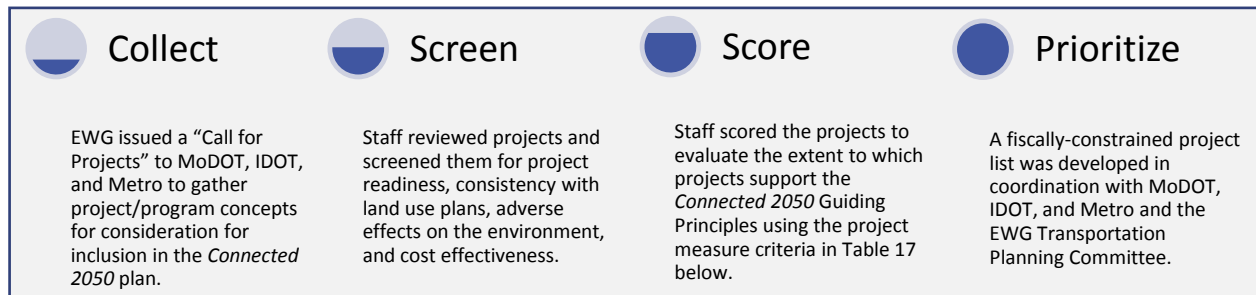 Collect
EWG issued a “Call for
Projects” to MoDOT, IDOT,
and Metro to gather
project/program concepts
for consideration for
inclusion in the Connected
2050 plan.
Screen
Staff reviewed projects and
screened them for project
readiness, consistency with
land use plans, adverse
effects on the environment,
and cost effectiveness.
Score
Staff scored the projects to
evaluate the extent to which
projects support the
Connected 2050 Guiding
Principles using the project
measure criteria in Table 17
below.
Prioritize
A fiscally-constrained project
list was developed in
coordination with MoDOT,
IDOT, and Metro and the
EWG Transportation
Planning Committee.